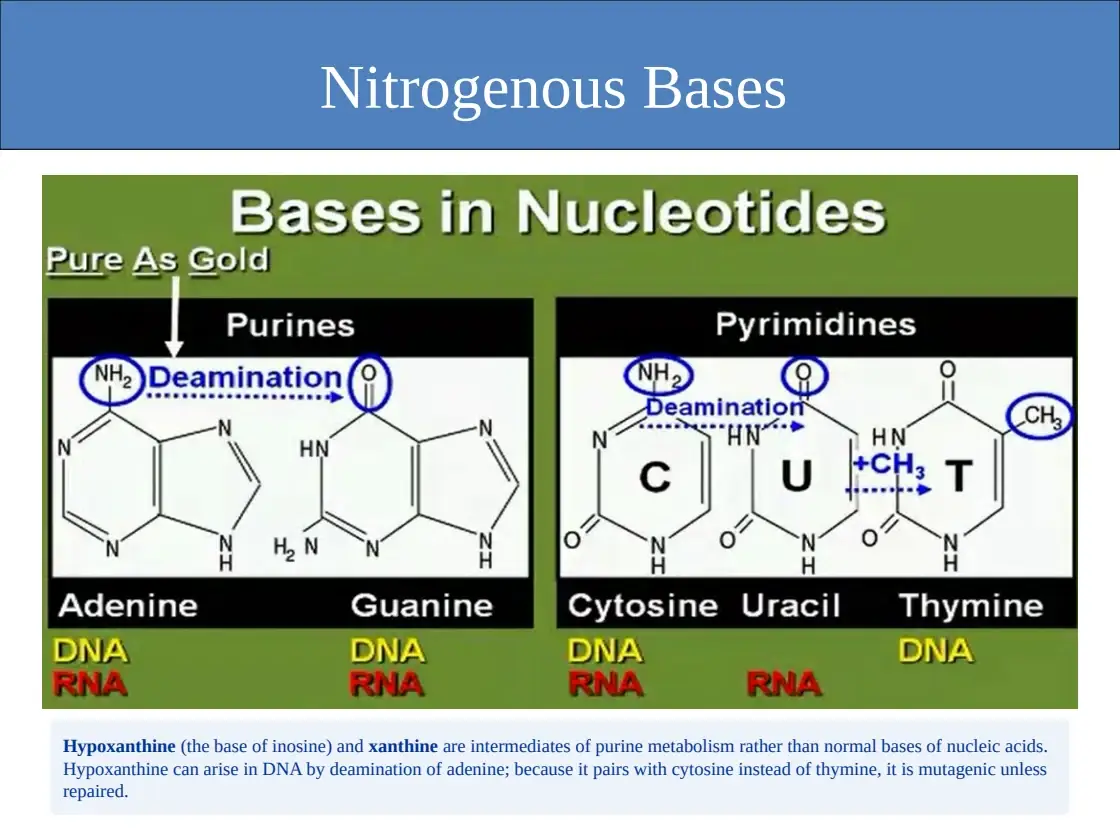 Nitrogenous Bases
Bases in Nucleotides
Pure As Gold
Purines
NH2 Deamination O
N
N
HN
N
N
N
H
H2 N
N
N
H
Adenine Guanine
DNA DNA
RNA RNA
Pyrimidines
NH2 O O
Deamination
CH3
N
HN
HN
+CH3
C U T
O
O
O
N
H
N
H
N
H
Cytosine Uracil Thymine
DNA DNA
RNA RNA
Hypoxanthine (the base of inosine) and xanthine are intermediates of purine metabolism rather than normal bases of nucleic acids.
Hypoxanthine can arise in DNA by deamination of adenine; because it pairs with cytosine instead of thymine, it is mutagenic unless
repaired.